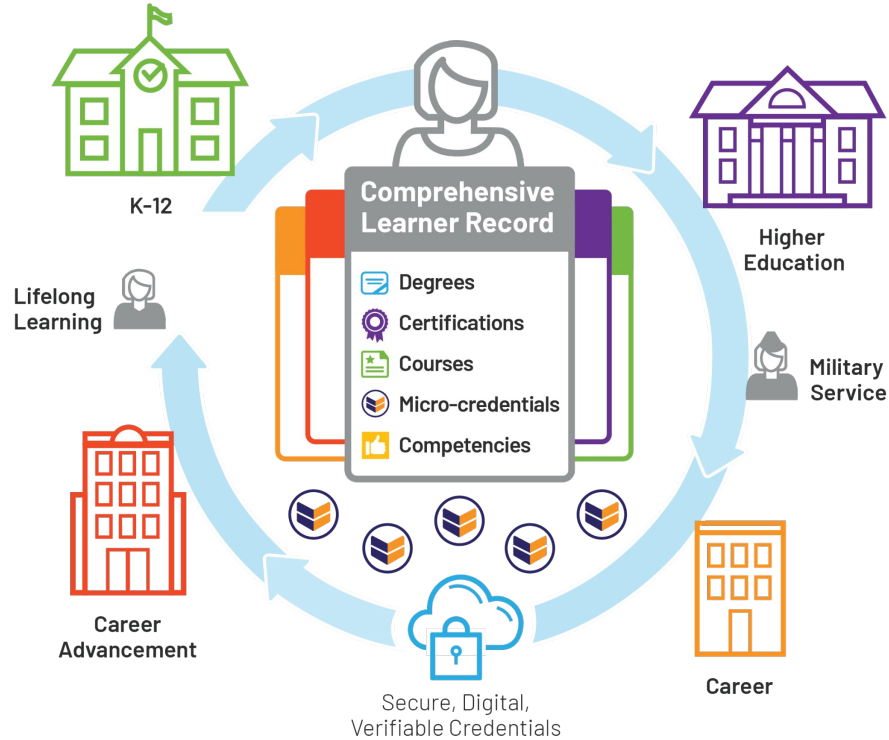 K-12
Comprehensive
Learner Record
Degrees
Certifications
Courses
Micro-credentials
Competencies
Higher
Education
Military
Service
Career
Secure, Digital,
Verifiable Credentials
Career
Advancement
Lifelong
Learning